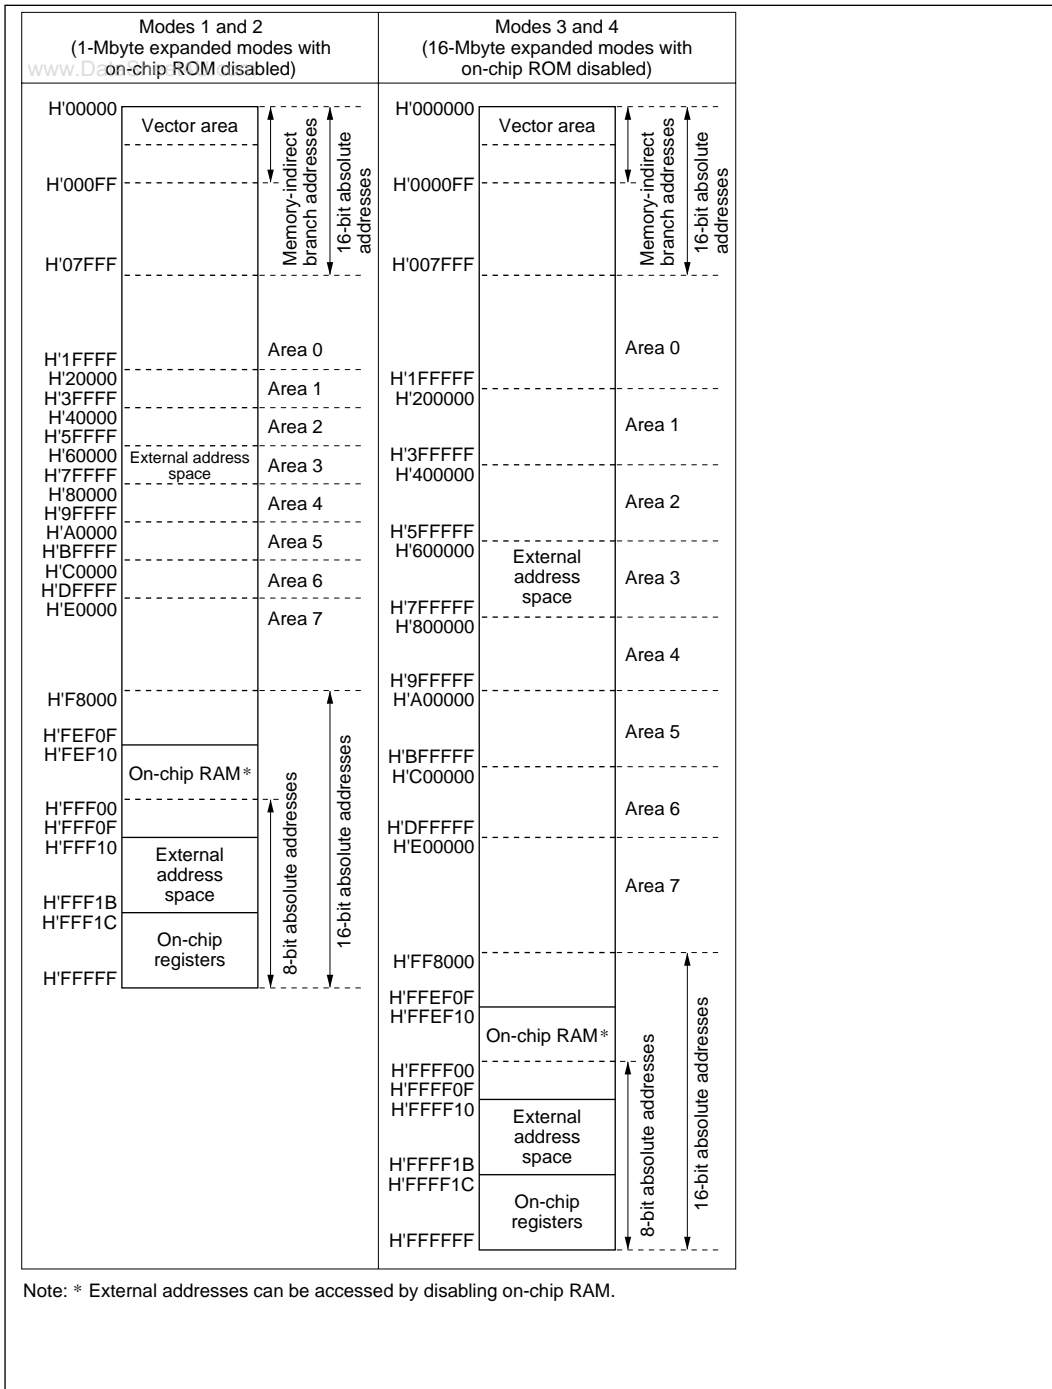 Modes 1 and 2
(1-Mbyte expanded modes with
on-chip ROM disabled)
Modes 3 and 4
(16-Mbyte expanded modes with
on-chip ROM disabled)
H'00000
Vector area
H'000FF
H'07FFF
Memory-indirect
branch addresses
16-bit absolute
addresses
Area 0
H'1FFFF
H'20000
Area 1
H'3FFFF
H'40000
Area 2
H'5FFFF
H'60000
External address
space
Area 3
H'7FFFF
H'80000
Area 4
H'9FFFF
H'A0000
Area 5
H'BFFFF
H'C0000
Area 6
H'DFFFF
H'E0000
Area 7
H'F8000
H'FEF0F
H'FEF10
On-chip RAM*
H'FFF00
H'FFF0F
H'FFF10
External
address
space
H'FFF1B
H'FFF1C
On-chip
registers
H'FFFFF
8-bit absolute addresses
16-bit absolute addresses
H'000000
Vector area
H'0000FF
H'007FFF
Memory-indirect
branch addresses
16-bit absolute
addresses
Area 0
H'1FFFFF
H'200000
Area 1
H'3FFFFF
H'400000
Area 2
H'5FFFFF
H'600000
External
address
space
Area 3
H'7FFFFF
H'800000
Area 4
H'9FFFFF
H'A00000
Area 5
H'BFFFFF
H'C00000
Area 6
H'DFFFFF
H'E00000
Area 7
H'FF8000
H'FFEF0F
H'FFEF10
On-chip RAM*
H'FFFF00
H'FFFF0F
H'FFFF10
External
address
space
H'FFFF1B
H'FFFF1C
On-chip
registers
H'FFFFFF
8-bit absolute addresses
16-bit absolute addresses
Note: * External addresses can be accessed by disabling on-chip RAM.